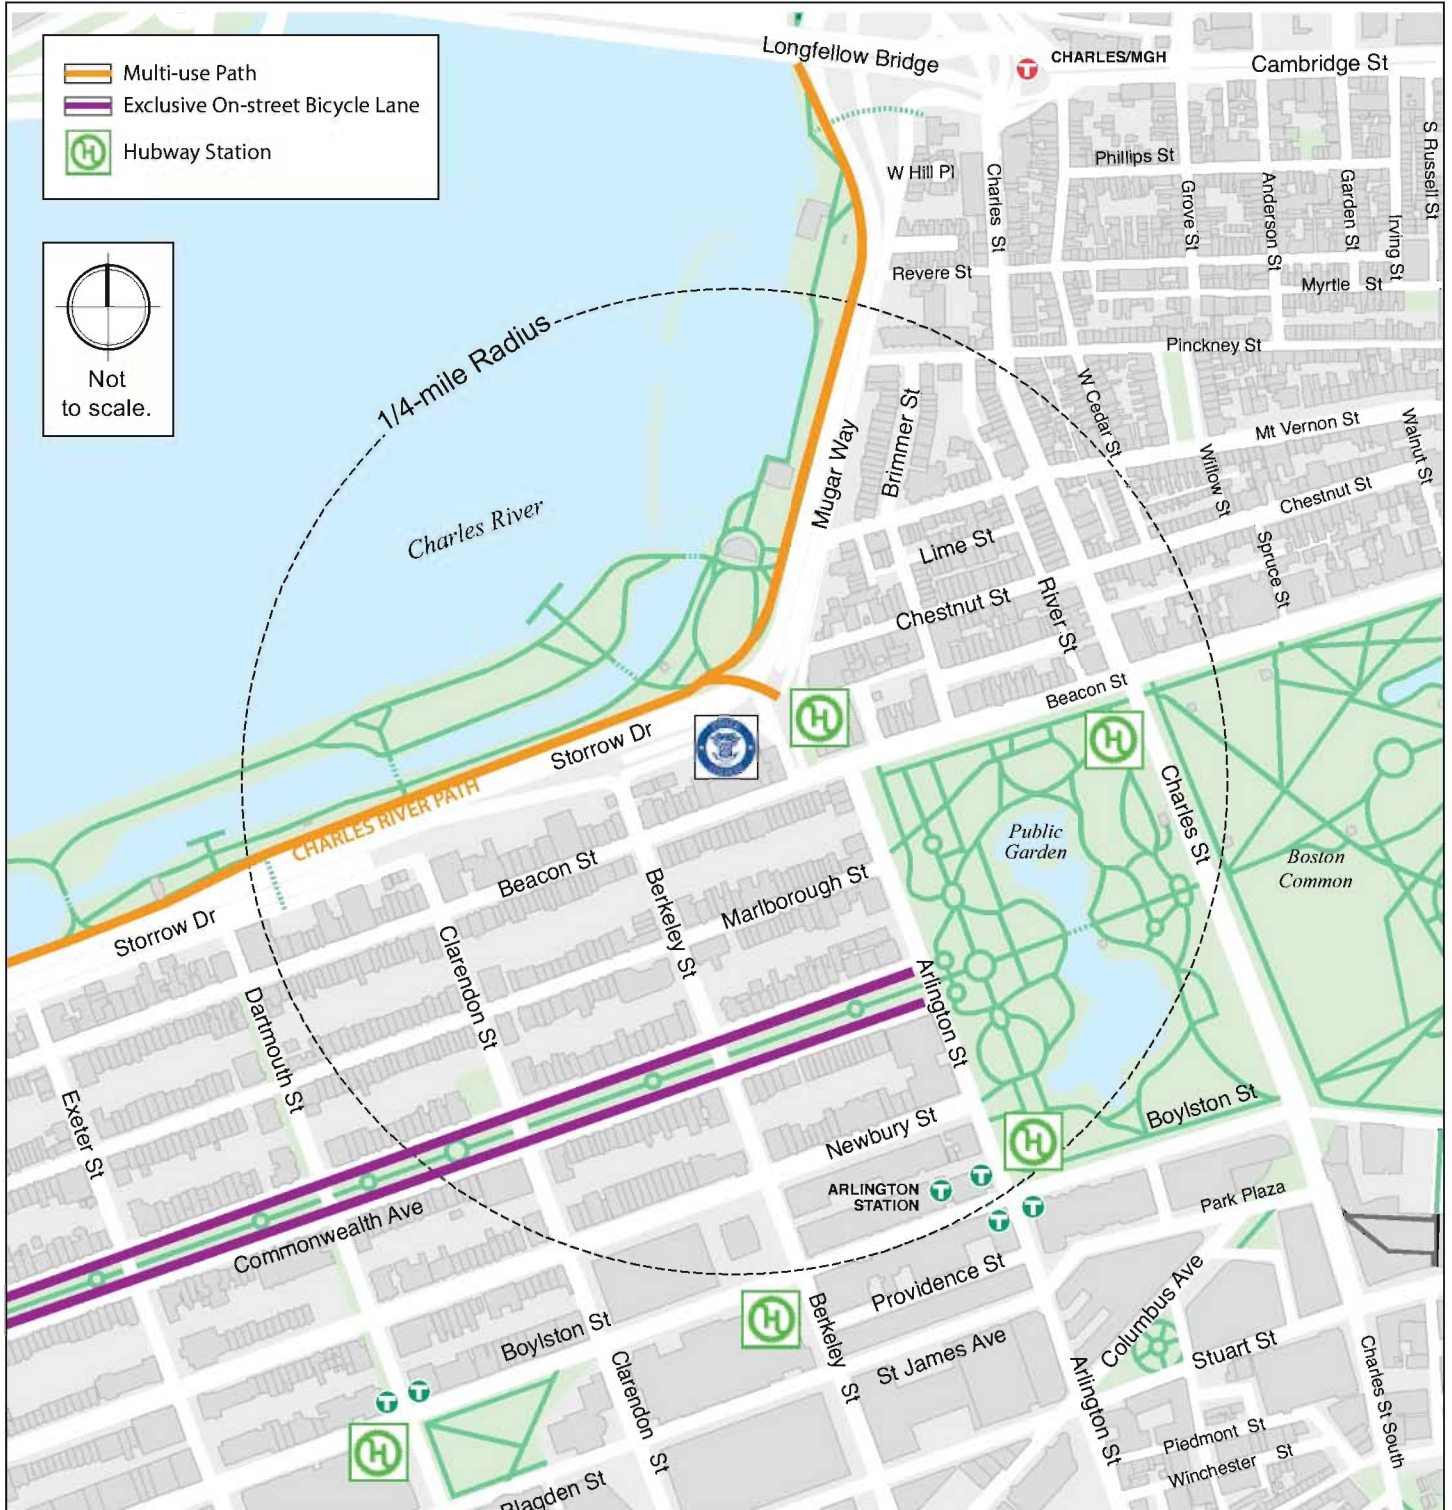 Multi-use Path
Exclusive On-street Bicycle Lane
Hubway Station
Not
to scale.
Longfellow Bridge
CHARLES/MGH
Cambridge St
Phillips St
W Hill Pl
Charles St
Grove St
Anderson St
Garden St
Irving St
S Russell St
Revere St
Myrtle St
Pinckney St
1/4-mile Radius
Charles River
Mugar Way
Brimmer St
W Cedar St
Mt Vernon St
Willow St
Walnut St
Chestnut St
Spruce St
Lime St
Chestnut St
River St
Beacon St
Storrow Dr
CHARLES RIVER PATH
Charles St
Public
Garden
Boston
Common
Beacon St
Berkeley St
Marlborough St
Storrow Dr
Clarendon St
Dartmouth St
Exeter St
Arlington St
Commonwealth Ave
Newbury St
Boylston St
ARLINGTON
STATION
Park Plaza
Providence St
Columbus Ave
Boylston St
Berkeley St
St James Ave
Stuart St
Clarendon St
Arlington St
Charles St South
Piedmont St
Winchester St
Blagden St
H
H
H
H
H
H
T
T
T
T
T
T
T